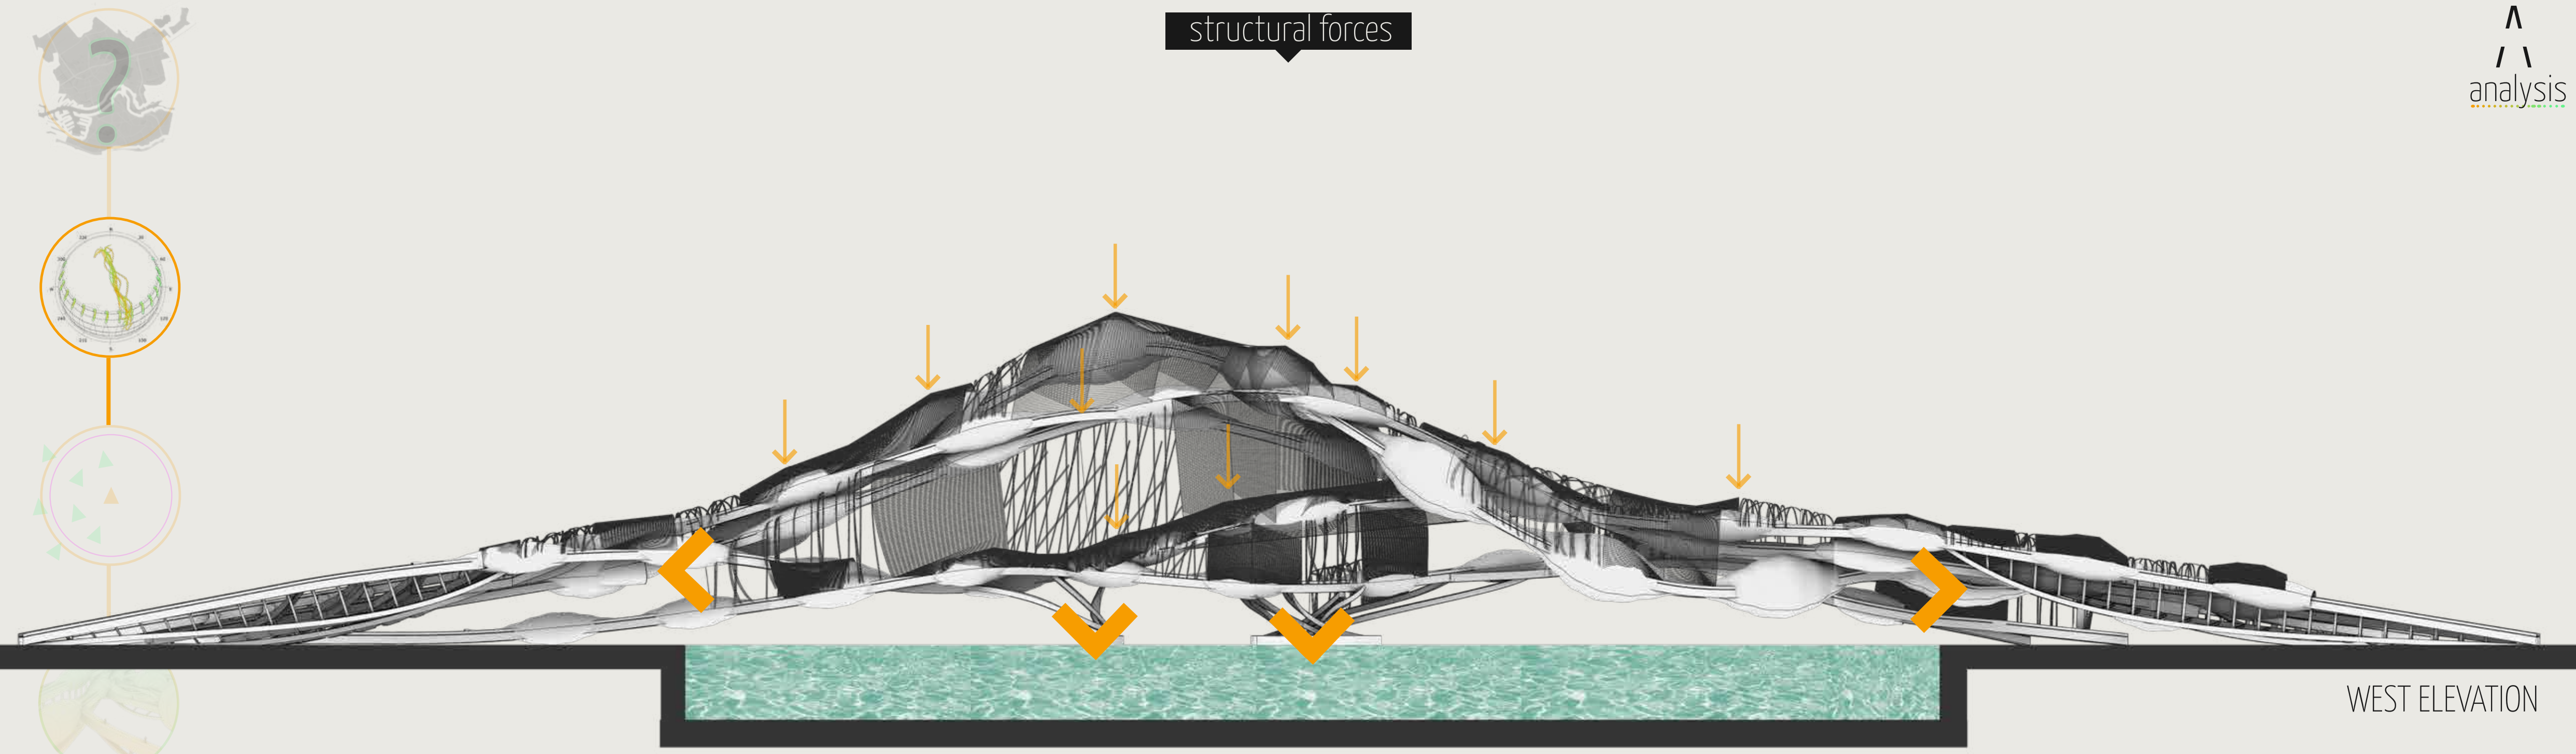 structural forces
analysis
?
N
WEST ELEVATION